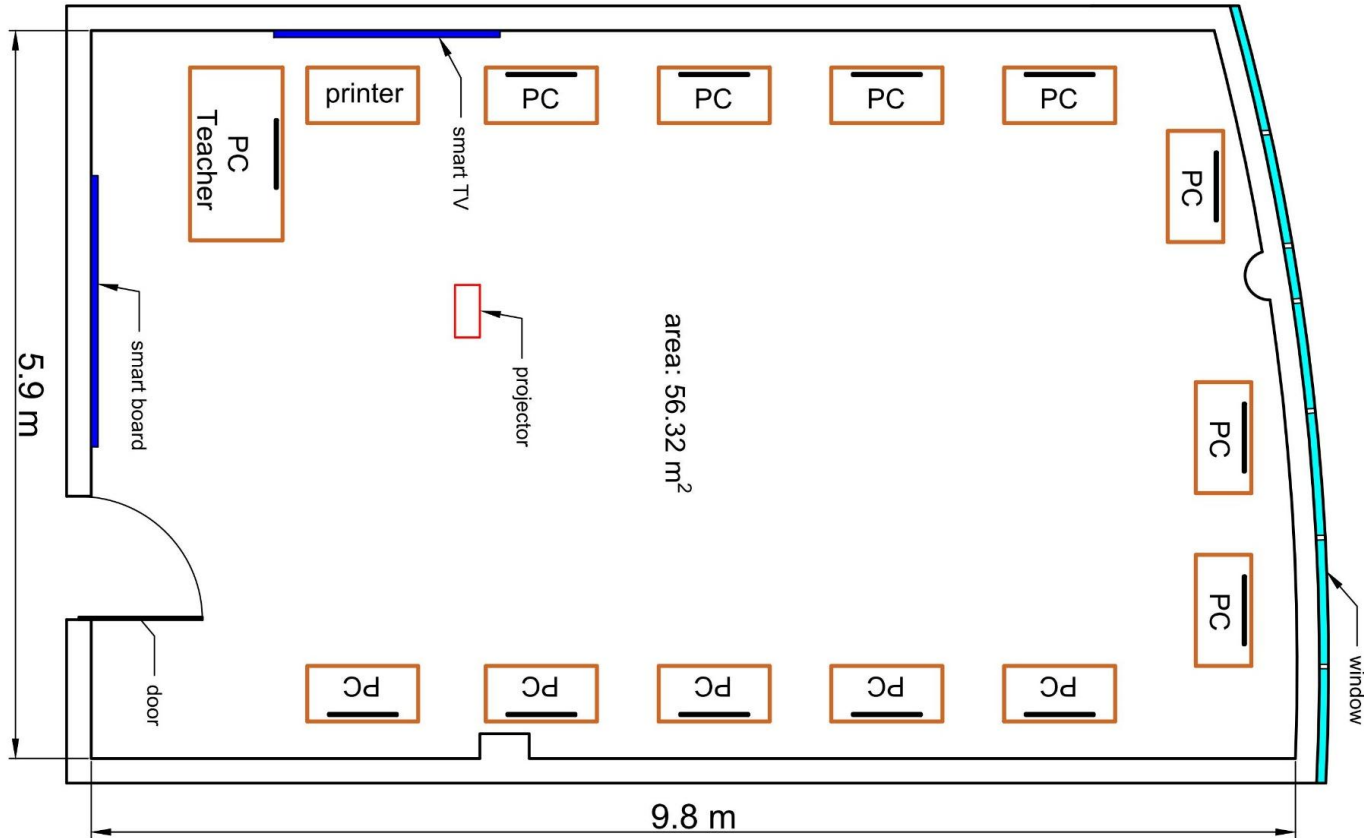 printer
PC
PC
PC
PC
PC
Teacher
smart TV
PC
smart board
projector
area: 56.32 m²
5.9 m
PC
PC
window
door
PC
PC
PC
PC
PC
9.8 m